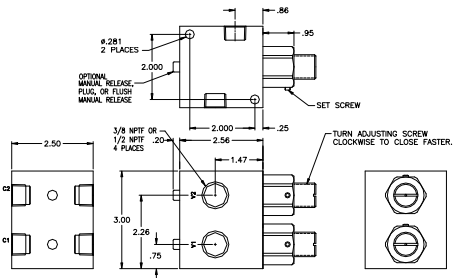 .86
ø.281
2 PLACES
.95
2.000
OPTIONAL
MANUAL RELEASE,
PLUG, OR FLUSH
MANUAL RELEASE
SET SCREW
2.000
.25
3/8 NPTF OR
1/2 NPTF
4 PLACES
.20
2.56
TURN ADJUSTING SCREW
CLOCKWISE TO CLOSE FASTER.
2.50
1.47
C2
V2
3.00
2.26
C1
V1
.75